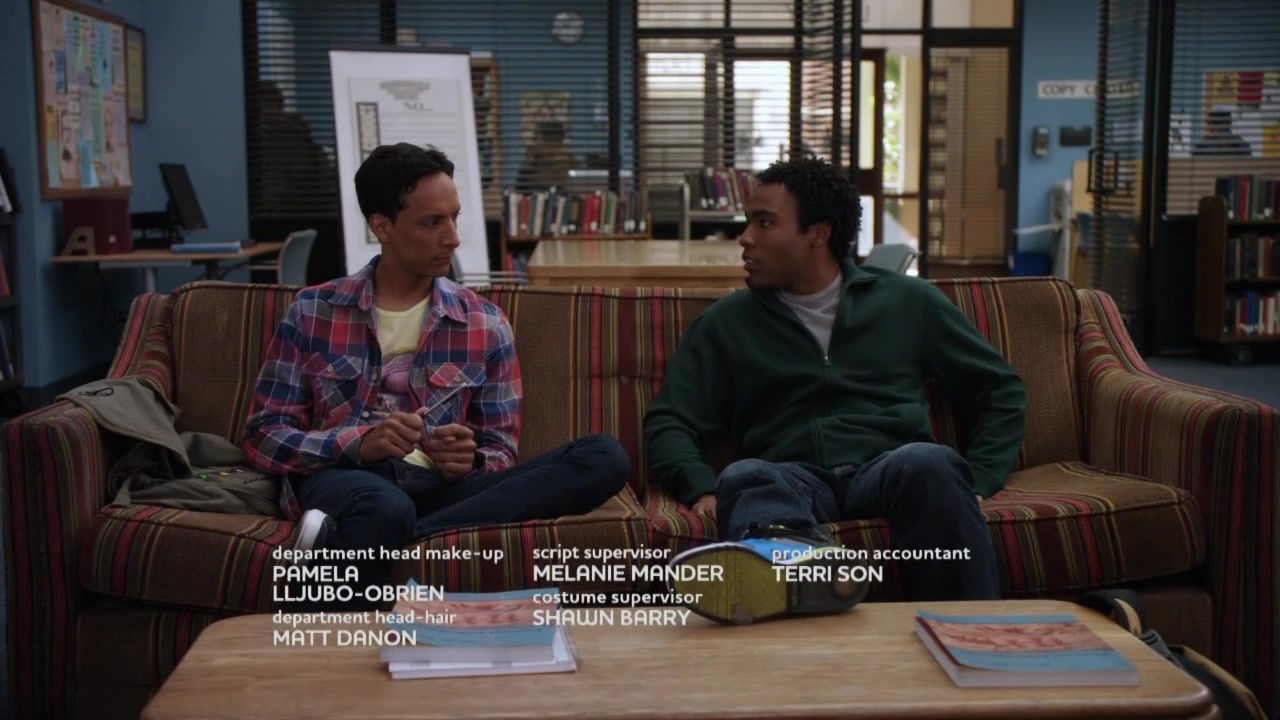 NO
COPY
department head make-up
PAMELA
LLJUBO-OBRIEN
department head-hair
MATT DANON
script supervisor
MELANIE MANDER
costume supervisor
SHAWN BARRY
production accountant
TERRI SON